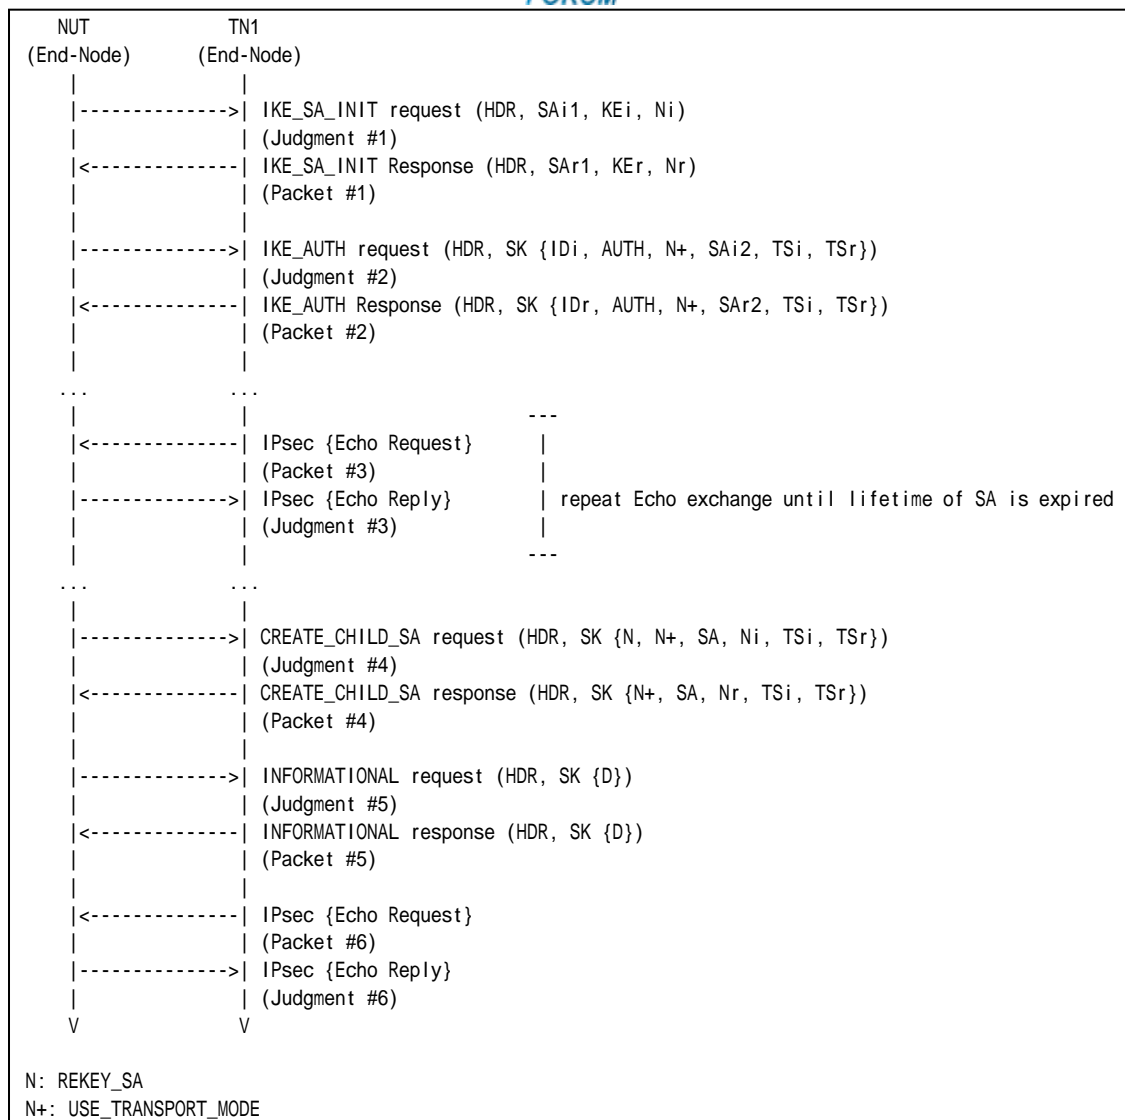 NUT TN1
(End-Node) (End-Node)
| |
|-------------->| IKE_SA_INIT request (HDR, SAi1, KEi, Ni)
| | (Judgment #1)
|<--------------| IKE_SA_INIT Response (HDR, SAr1, KEr, Nr)
| | (Packet #1)
| |
|-------------->| IKE_AUTH request (HDR, SK {IDi, AUTH, N+, SAi2, TSi, TSr})
| | (Judgment #2)
|<--------------| IKE_AUTH Response (HDR, SK {IDr, AUTH, N+, SAr2, TSi, TSr})
| | (Packet #2)
| |
... ...
| | ---
|<--------------| IPsec {Echo Request} |
| | (Packet #3) |
|-------------->| IPsec {Echo Reply} | repeat Echo exchange until lifetime of SA is expired
| | (Judgment #3) |
| | ---
... ...
| |
|-------------->| CREATE_CHILD_SA request (HDR, SK {N, N+, SA, Ni, TSi, TSr})
| | (Judgment #4)
|<--------------| CREATE_CHILD_SA response (HDR, SK {N+, SA, Nr, TSi, TSr})
| | (Packet #4)
| |
|-------------->| INFORMATIONAL request (HDR, SK {D})
| | (Judgment #5)
|<--------------| INFORMATIONAL response (HDR, SK {D})
| | (Packet #5)
| |
|<--------------| IPsec {Echo Request}
| | (Packet #6)
|-------------->| IPsec {Echo Reply}
| | (Judgment #6)
V V
N: REKEY_SA
N+: USE_TRANSPORT_MODE